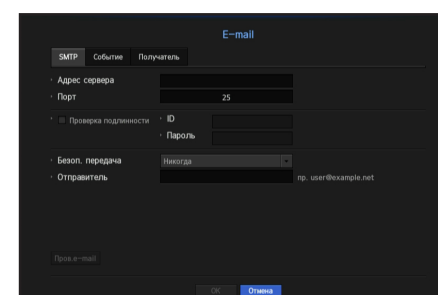 E-mail
SMTP Событие Получатель
Адрес сервера
Порт 25
Проверка подлинности ID
Пароль
Безоп. передача Никогда
Отправитель пр. user@example.net
Пров.e-mail
OK Отмена